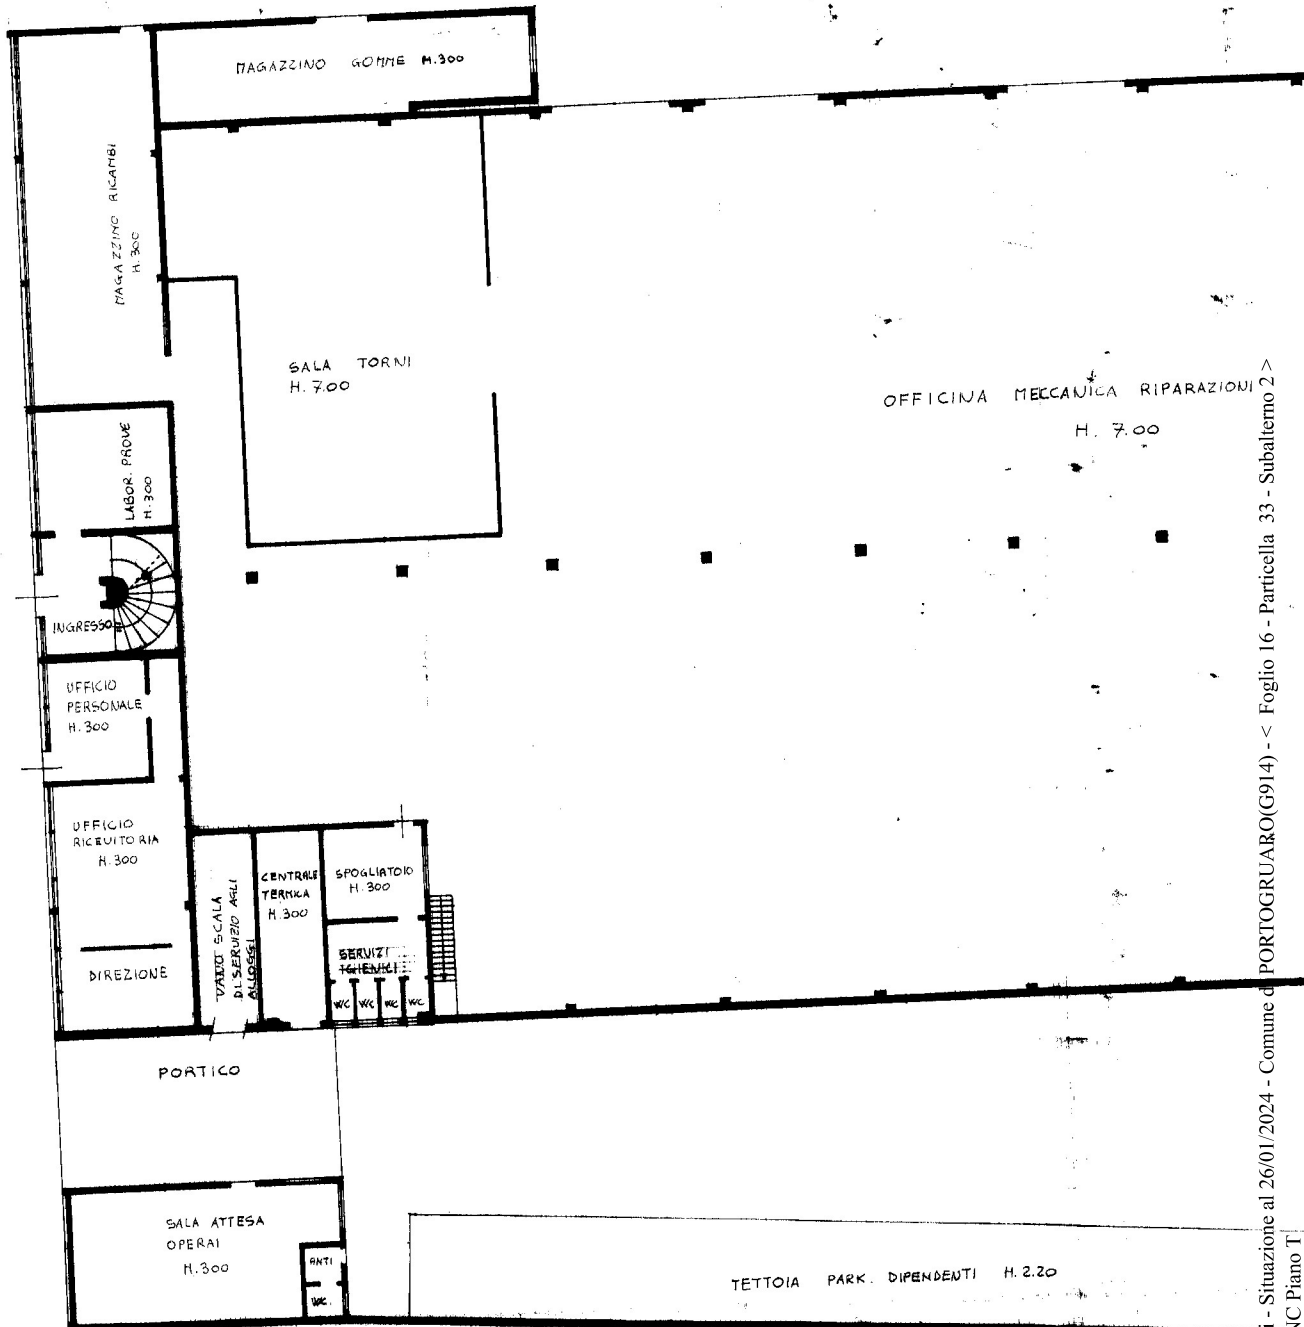 MAGAZZINO GOMME H.300
MAGAZZINO RICAMBI
H.300
SALA TORNI
H. 7.00
OFFICINA MECCANICA RIPARAZIONI
H. 7.00
LABOR. PROVE
H.300
INGRESSO
UFFICIO
PERSONALE
H.300
UFFICIO
RICEVITORIA
H.300
DIREZIONE
VANO SCALA
DI SERVIZIO AGLI
ALLOGGI
CENTRALE
TERMICA
H.300
SPOGLIATOIO
H.300
SERVIZI
IGIENICI
WC WC WC WC
PORTICO
SALA ATTESA
OPERAI
H.300
ANTI
WC.
TETTOIA PARK. DIPENDENTI H. 2.20
i - Situazione al 26/01/2024 - Comune di PORTOGRUARO(G914) - < Foglio 16 - Particella 33 - Subalterno 2 >
NC Piano T